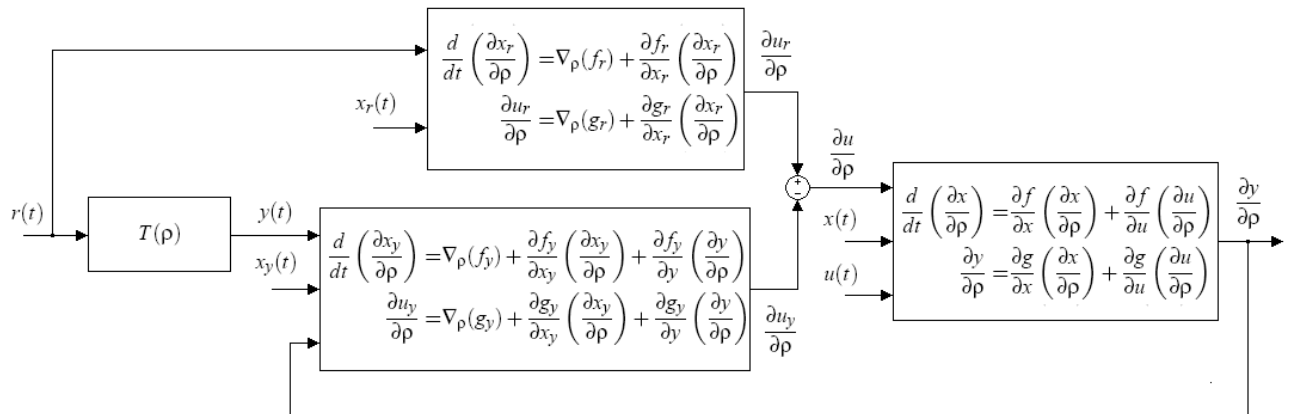 d/dt (∂x_r/∂ρ) =∇_ρ(f_r) + ∂f_r/∂x_r (∂x_r/∂ρ)
∂u_r/∂ρ =∇_ρ(g_r) + ∂g_r/∂x_r (∂x_r/∂ρ)
∂u_r/∂ρ
x_r(t)
r(t)
T(ρ)
y(t)
x_y(t)
d/dt (∂x_y/∂ρ) =∇_ρ(f_y) + ∂f_y/∂x_y (∂x_y/∂ρ) + ∂f_y/∂y (∂y/∂ρ)
∂u_y/∂ρ =∇_ρ(g_y) + ∂g_y/∂x_y (∂x_y/∂ρ) + ∂g_y/∂y (∂y/∂ρ)
∂u_y/∂ρ
+
−
∂u/∂ρ
x(t)
u(t)
d/dt (∂x/∂ρ) = ∂f/∂x (∂x/∂ρ) + ∂f/∂u (∂u/∂ρ)
∂y/∂ρ = ∂g/∂x (∂x/∂ρ) + ∂g/∂u (∂u/∂ρ)
∂y/∂ρ